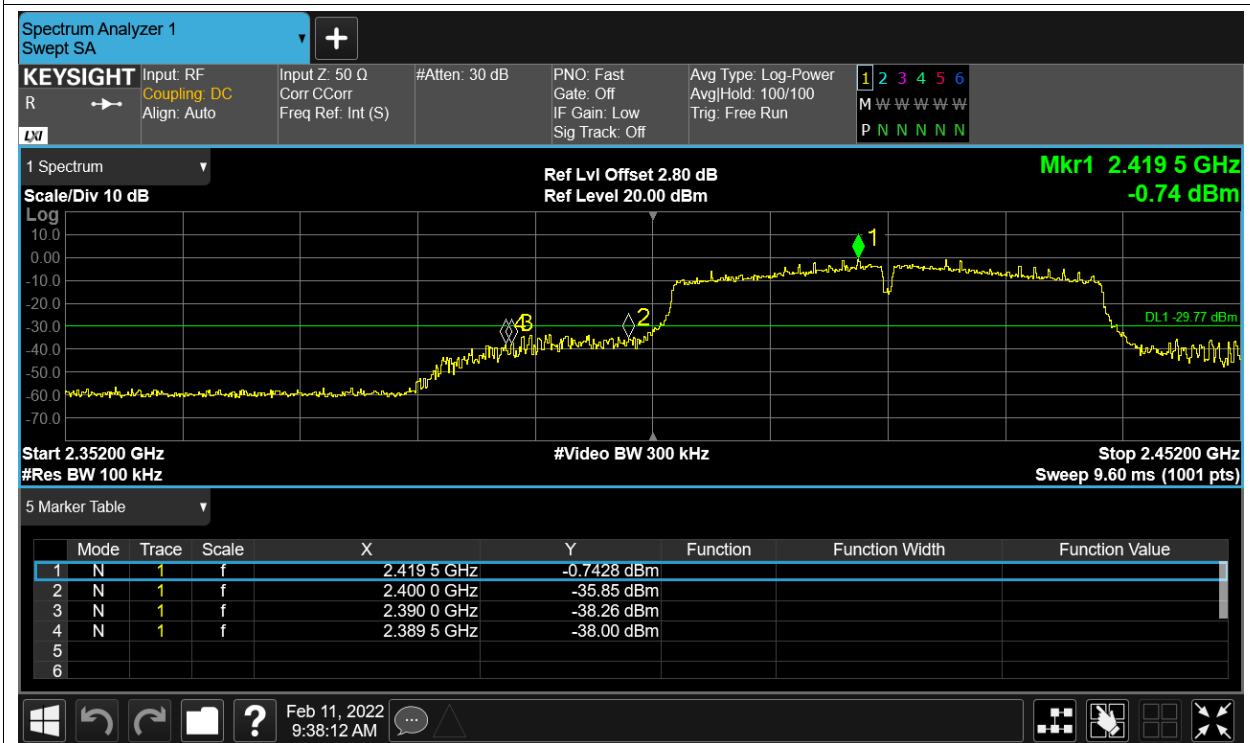 Spectrum Analyzer 1
Swept SA
+
KEYSIGHT Input: RF Input Z: 50 Ω #Atten: 30 dB PNO: Fast Avg Type: Log-Power 1 2 3 4 5 6
R Coupling: DC Corr CCorr Gate: Off Avg|Hold: 100/100 M W W W W W
Align: Auto Freq Ref: Int (S) IF Gain: Low Trig: Free Run
LXI Sig Track: Off P N N N N N
1 Spectrum Ref Lvl Offset 2.80 dB Mkr1 2.419 5 GHz
Scale/Div 10 dB Ref Level 20.00 dBm -0.74 dBm
Log
10.0
0.00
-10.0
-20.0
-30.0
-40.0
-50.0
-60.0
-70.0
1
2
3
4
DL1 -29.77 dBm
Start 2.35200 GHz #Video BW 300 kHz Stop 2.45200 GHz
#Res BW 100 kHz Sweep 9.60 ms (1001 pts)
5 Marker Table
Mode Trace Scale X Y Function Function Width Function Value
1 N 1 f 2.419 5 GHz -0.7428 dBm
2 N 1 f 2.400 0 GHz -35.85 dBm
3 N 1 f 2.390 0 GHz -38.26 dBm
4 N 1 f 2.389 5 GHz -38.00 dBm
5
6
? Feb 11, 2022
9:38:12 AM